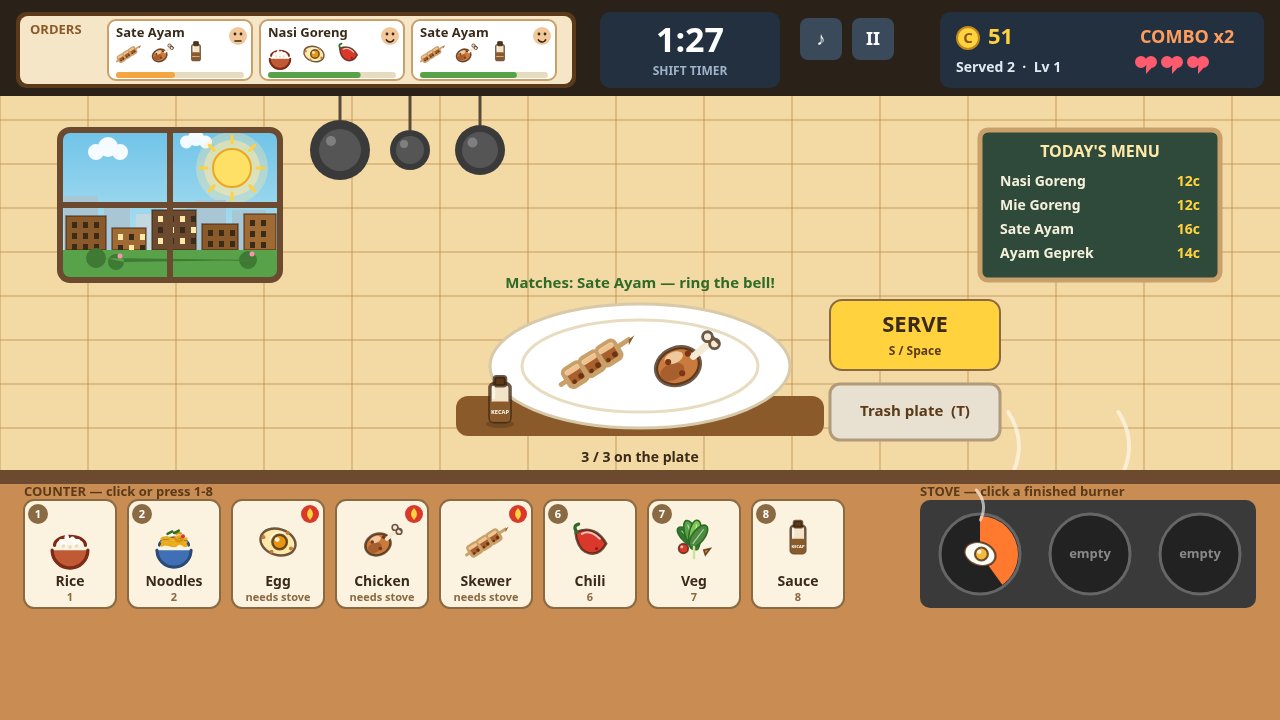 ORDERS
Sate Ayam
Nasi Goreng
Sate Ayam
1:27
SHIFT TIMER
♪
II
C 51
COMBO x2
Served 2 · Lv 1
TODAY'S MENU
Nasi Goreng 12c
Mie Goreng 12c
Sate Ayam 16c
Ayam Geprek 14c
Matches: Sate Ayam — ring the bell!
KECAP
SERVE
S / Space
Trash plate (T)
3 / 3 on the plate
COUNTER — click or press 1-8
STOVE — click a finished burner
1
Rice
1
2
Noodles
2
Egg
needs stove
Chicken
needs stove
Skewer
needs stove
6
Chili
6
7
Veg
7
8
KECAP
Sauce
8
empty
empty